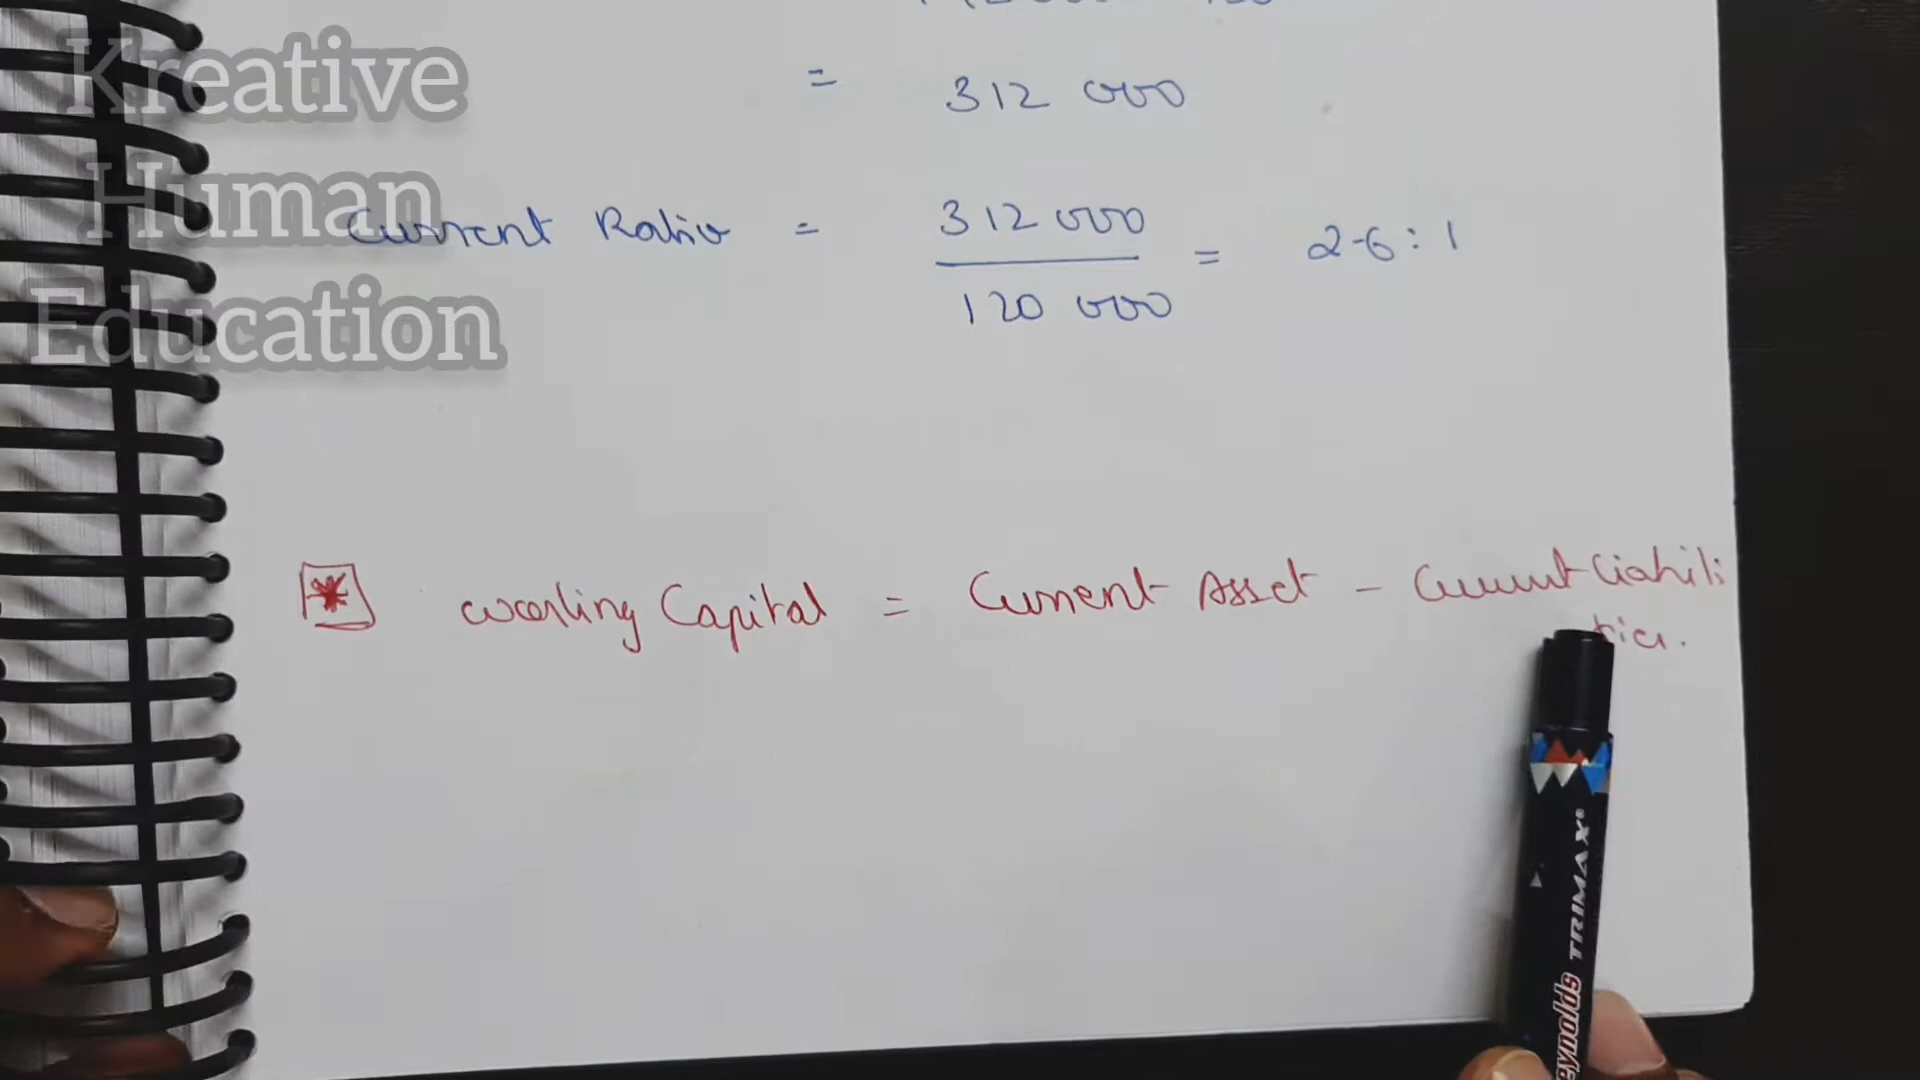 Kreative
= 312 000
Human
Current Ratio = 312 000 / 120 000 = 2.6 : 1
Education
* Working Capital = Current Asset - Current Liabili
ties.
TRIMAX
eynolds